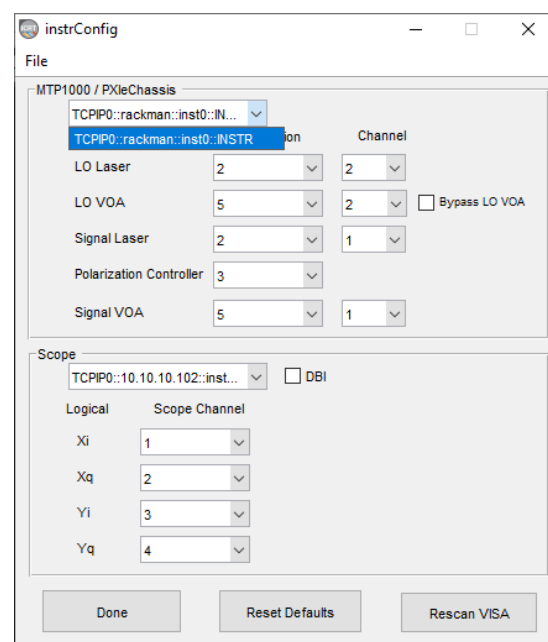 instrConfig
File
MTP1000 / PXIeChassis
TCPIP0::rackman::inst0::IN...
TCPIP0::rackman::inst0::INSTR
ion Channel
LO Laser 2 2
LO VOA 5 2 Bypass LO VOA
Signal Laser 2 1
Polarization Controller 3
Signal VOA 5 1
Scope
TCPIP0::10.10.10.102::inst... DBI
Logical Scope Channel
Xi 1
Xq 2
Yi 3
Yq 4
Done Reset Defaults Rescan VISA